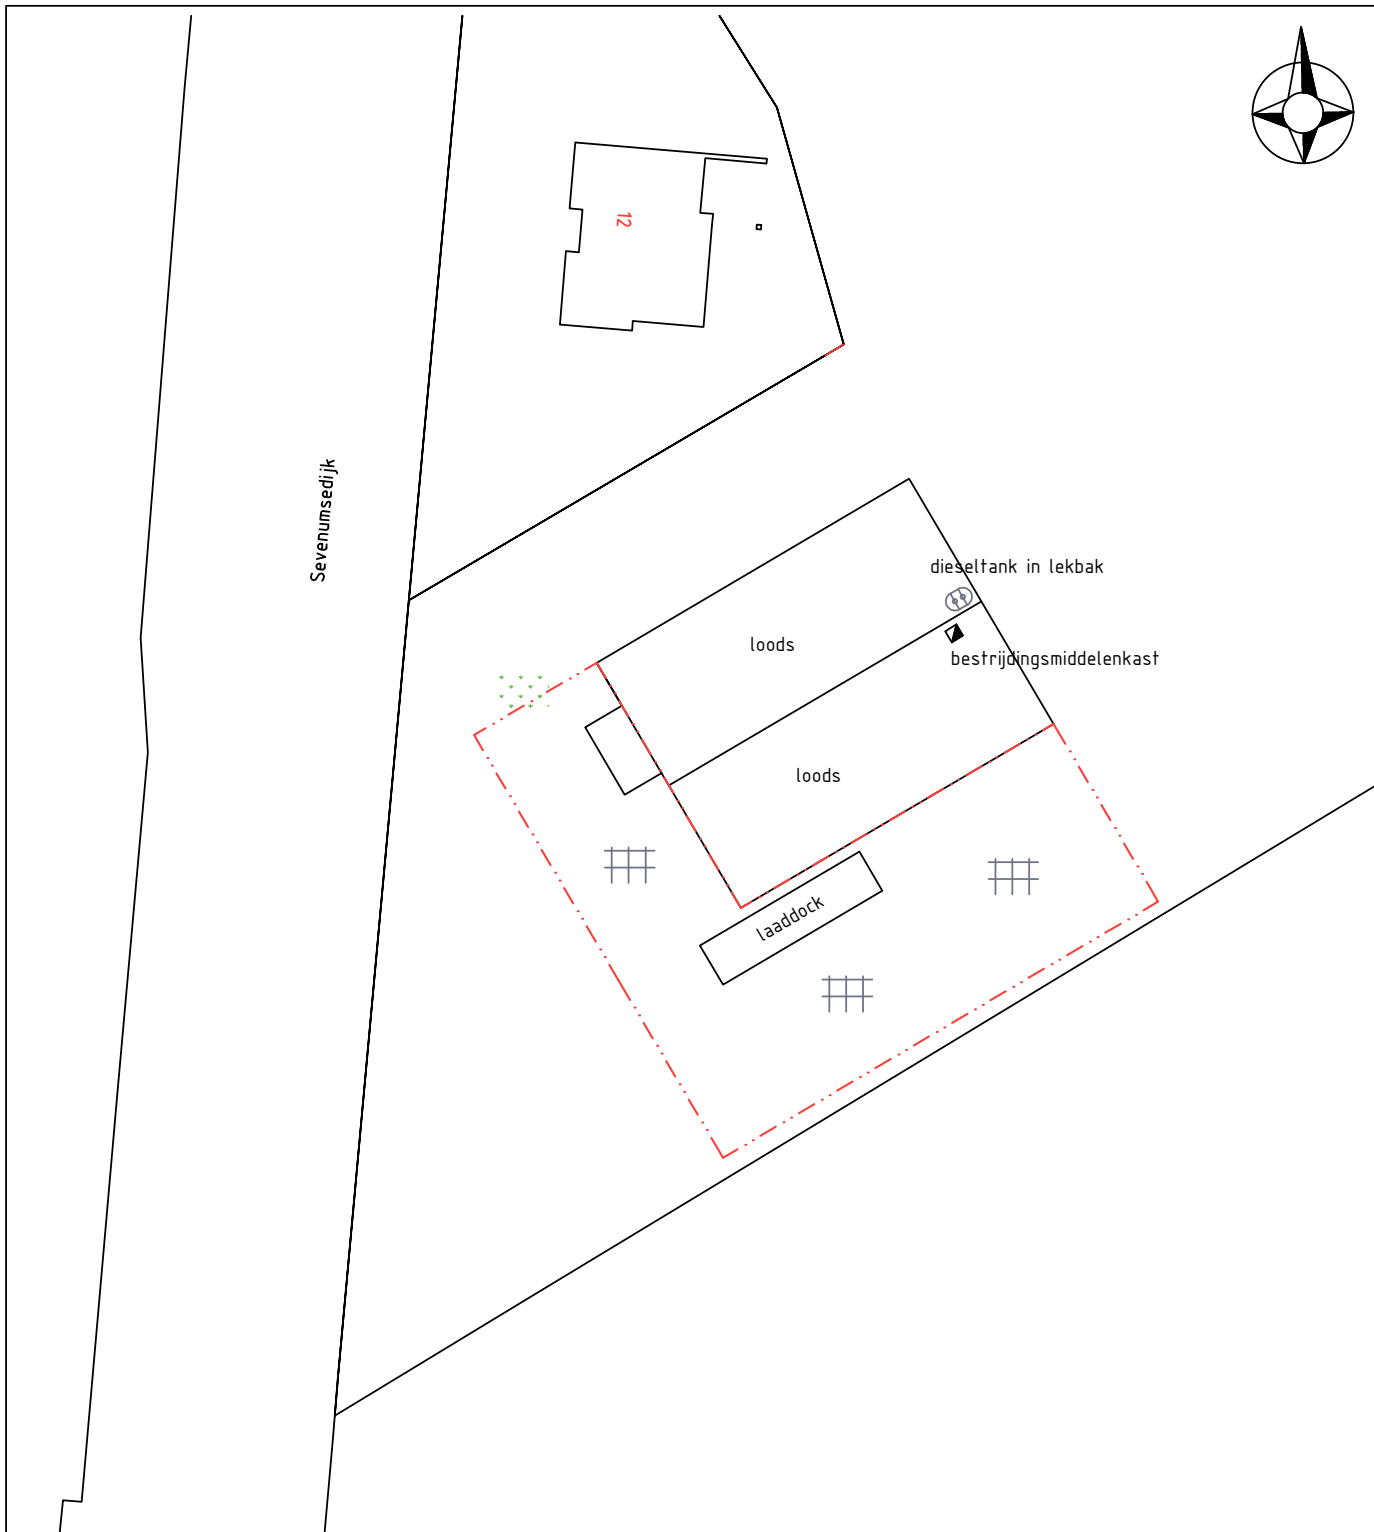 12
Sevenumsedijk
dieseltank in lekbak
loods
bestrijdingsmiddelenkast
loods
laaddock